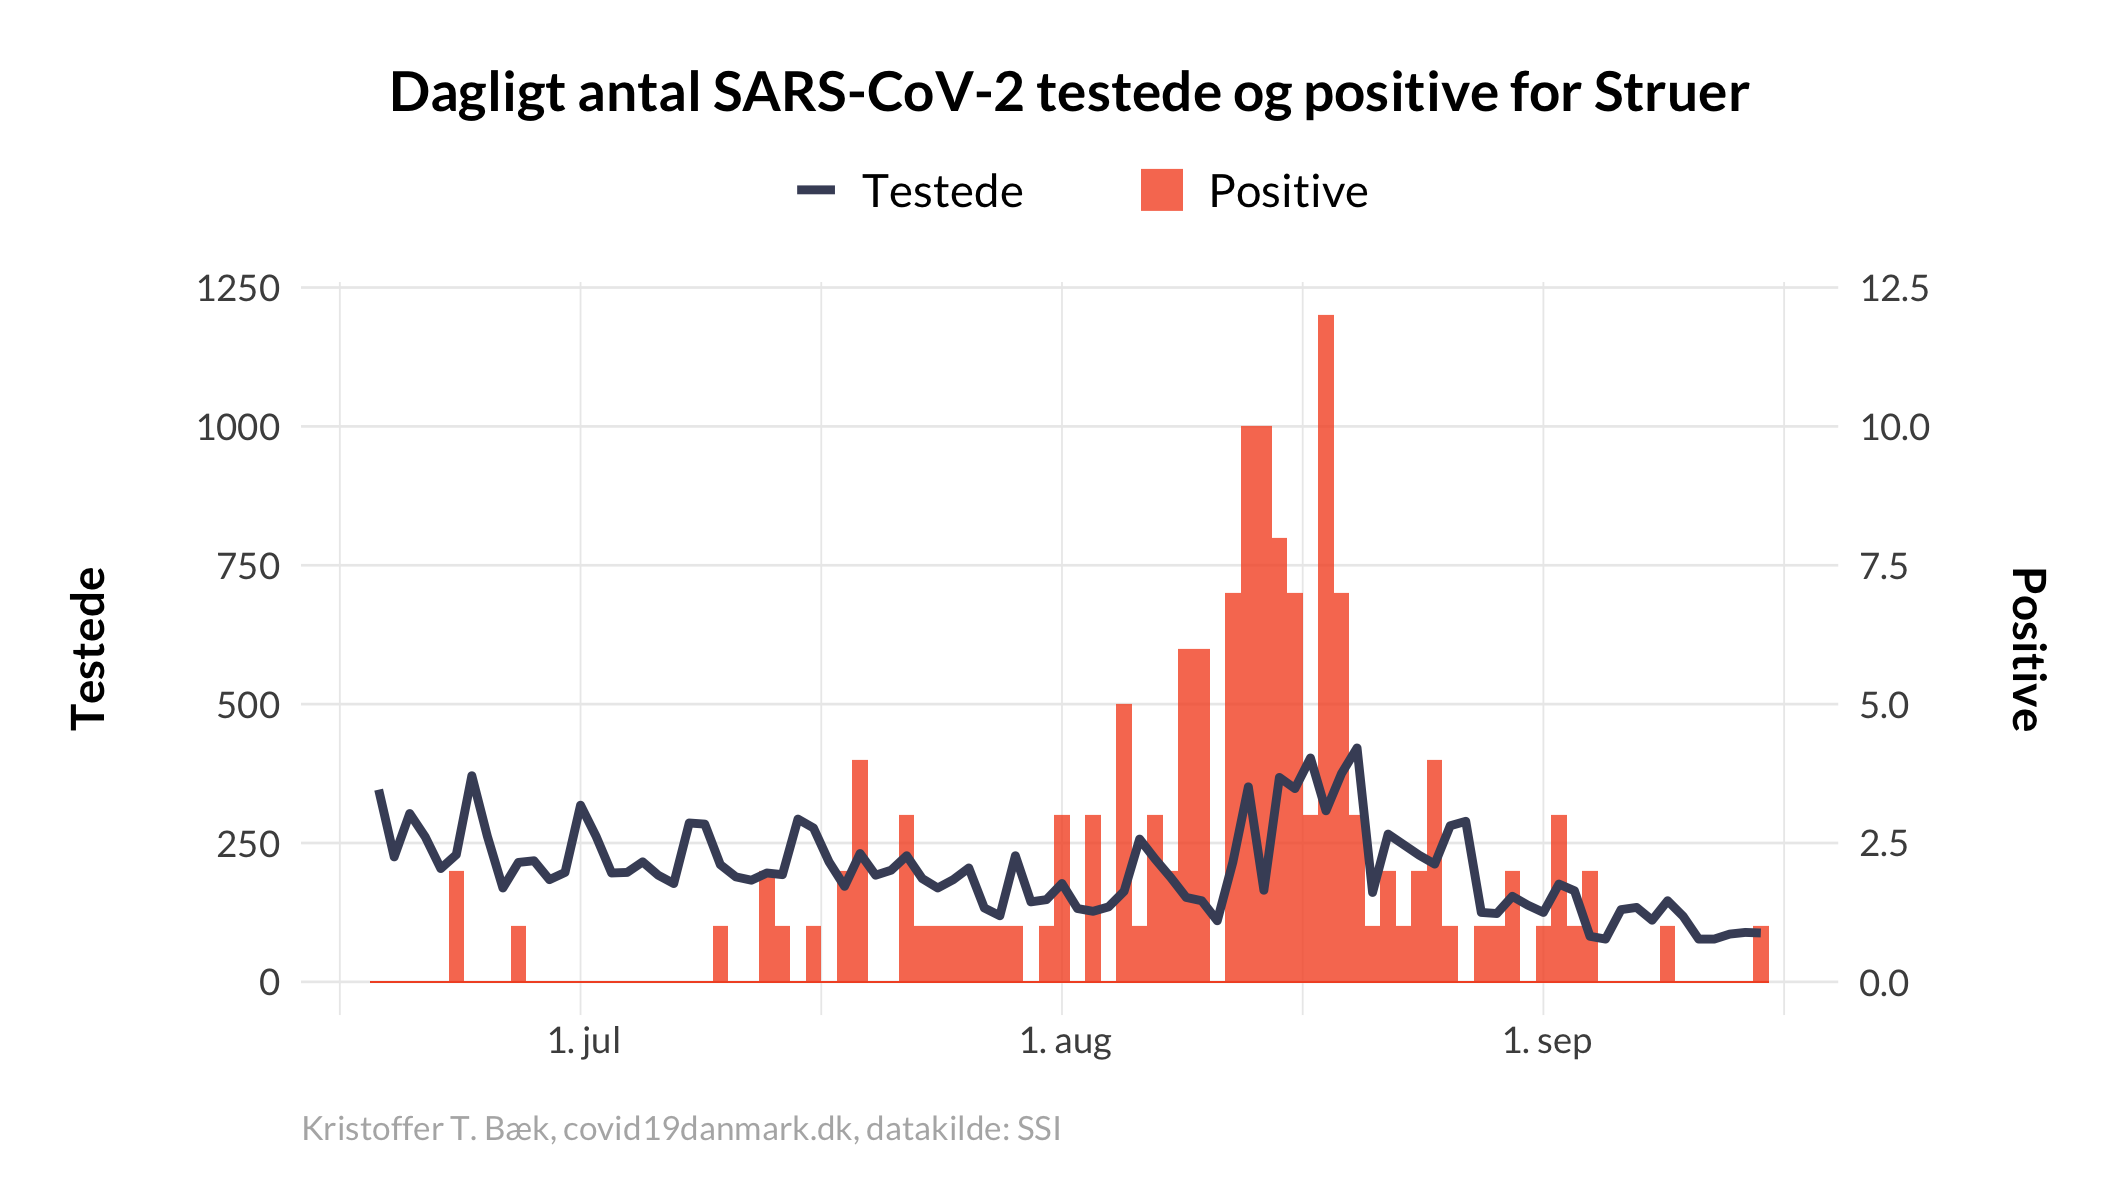 Dagligt antal SARS-CoV-2 testede og positive for Struer
Testede Positive
1250 12.5
1000 10.0
750 7.5
500 5.0
250 2.5
0 0.0
Testede
Positive
1. jul 1. aug 1. sep
Kristoffer T. Bæk, covid19danmark.dk, datakilde: SSI